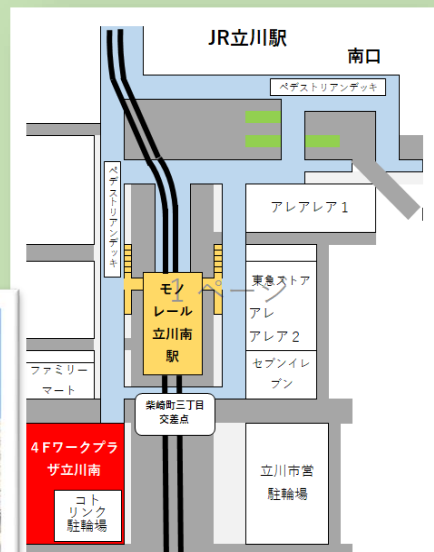 JR立川駅
南口
ペデストリアンデッキ
ペデストリアンデッキ
アレアレア１
モノ
レール
立川南
駅
1 ページ
東急ストア
アレ
アレア２
セブンイレ
ブン
ファミリー
マート
柴崎町三丁目
交差点
４Fワークプラ
ザ立川南
コト
リンク
駐輪場
立川市営
駐輪場